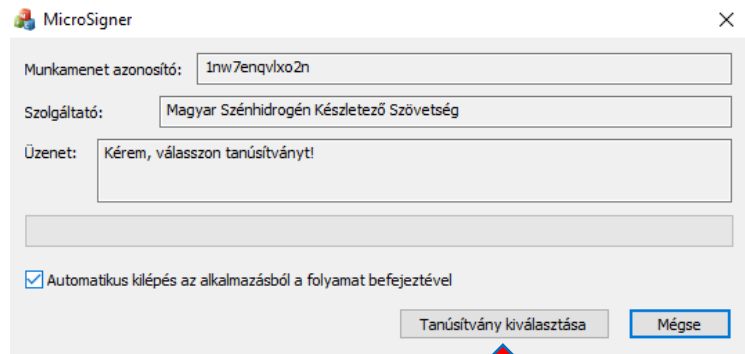 MicroSigner
Munkamenet azonosító: 1nw7enqvlxo2n
Szolgáltató: Magyar Szénhidrogén Készletező Szövetség
Üzenet: Kérem, válasszon tanúsítványt!
Automatikus kilépés az alkalmazásból a folyamat befejeztével
Tanúsítvány kiválasztása Mégse